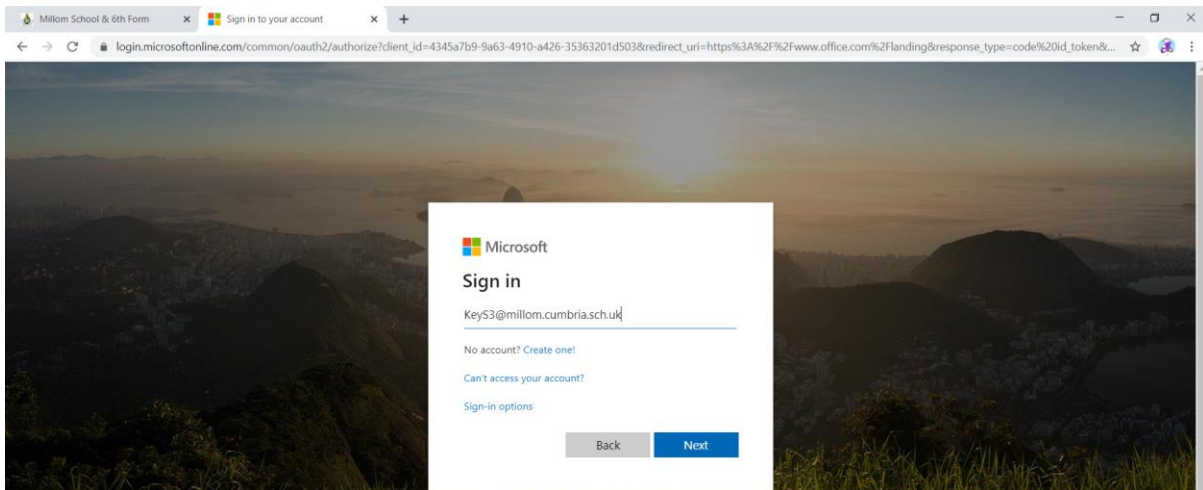 Millom School & 6th Form
Sign in to your account
login.microsoftonline.com/common/oauth2/authorize?client_id=4345a7b9-9a63-4910-a426-35363201d503&redirect_uri=https%3A%2F%2Fwww.office.com%2Flanding&response_type=code%20id_token&...
Microsoft
Sign in
KeyS3@millom.cumbria.sch.uk
No account? Create one!
Can't access your account?
Sign-in options
Back Next